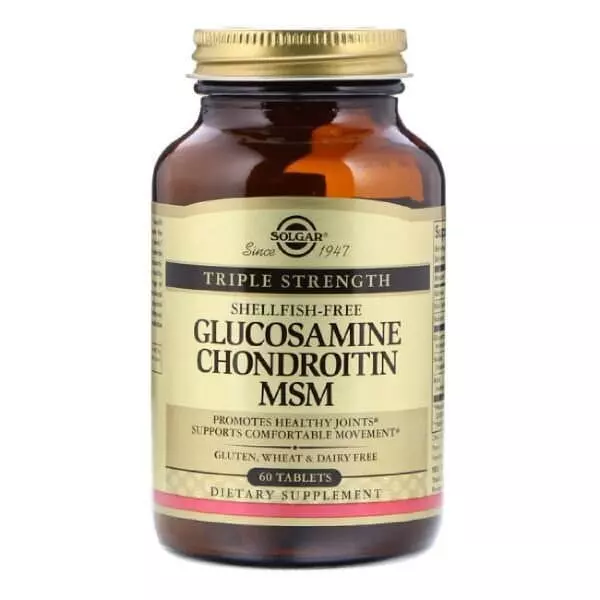 SOLGAR®
Since 1947
TRIPLE STRENGTH
SHELLFISH-FREE
GLUCOSAMINE
CHONDROITIN
MSM
PROMOTES HEALTHY JOINTS*
SUPPORTS COMFORTABLE MOVEMENT*
GLUTEN, WHEAT & DAIRY FREE
60 TABLETS
DIETARY SUPPLEMENT